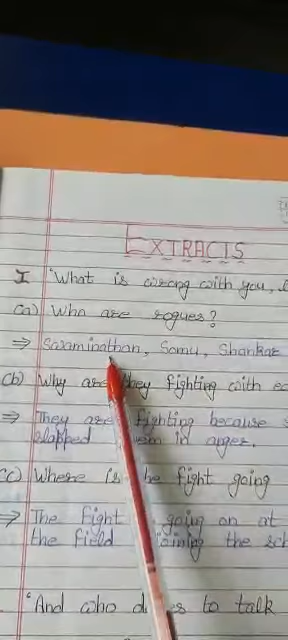 EXTRACTS
I "What is wrong with you,
(a) Who are rogues?
⇒ Swaminathan, Somu, Shankar
(b) Why are they fighting with
⇒ They are fighting because
slapped in anger.
(c) Where is the fight going
⇒ The fight going on at
the field joining the
"And who to talk